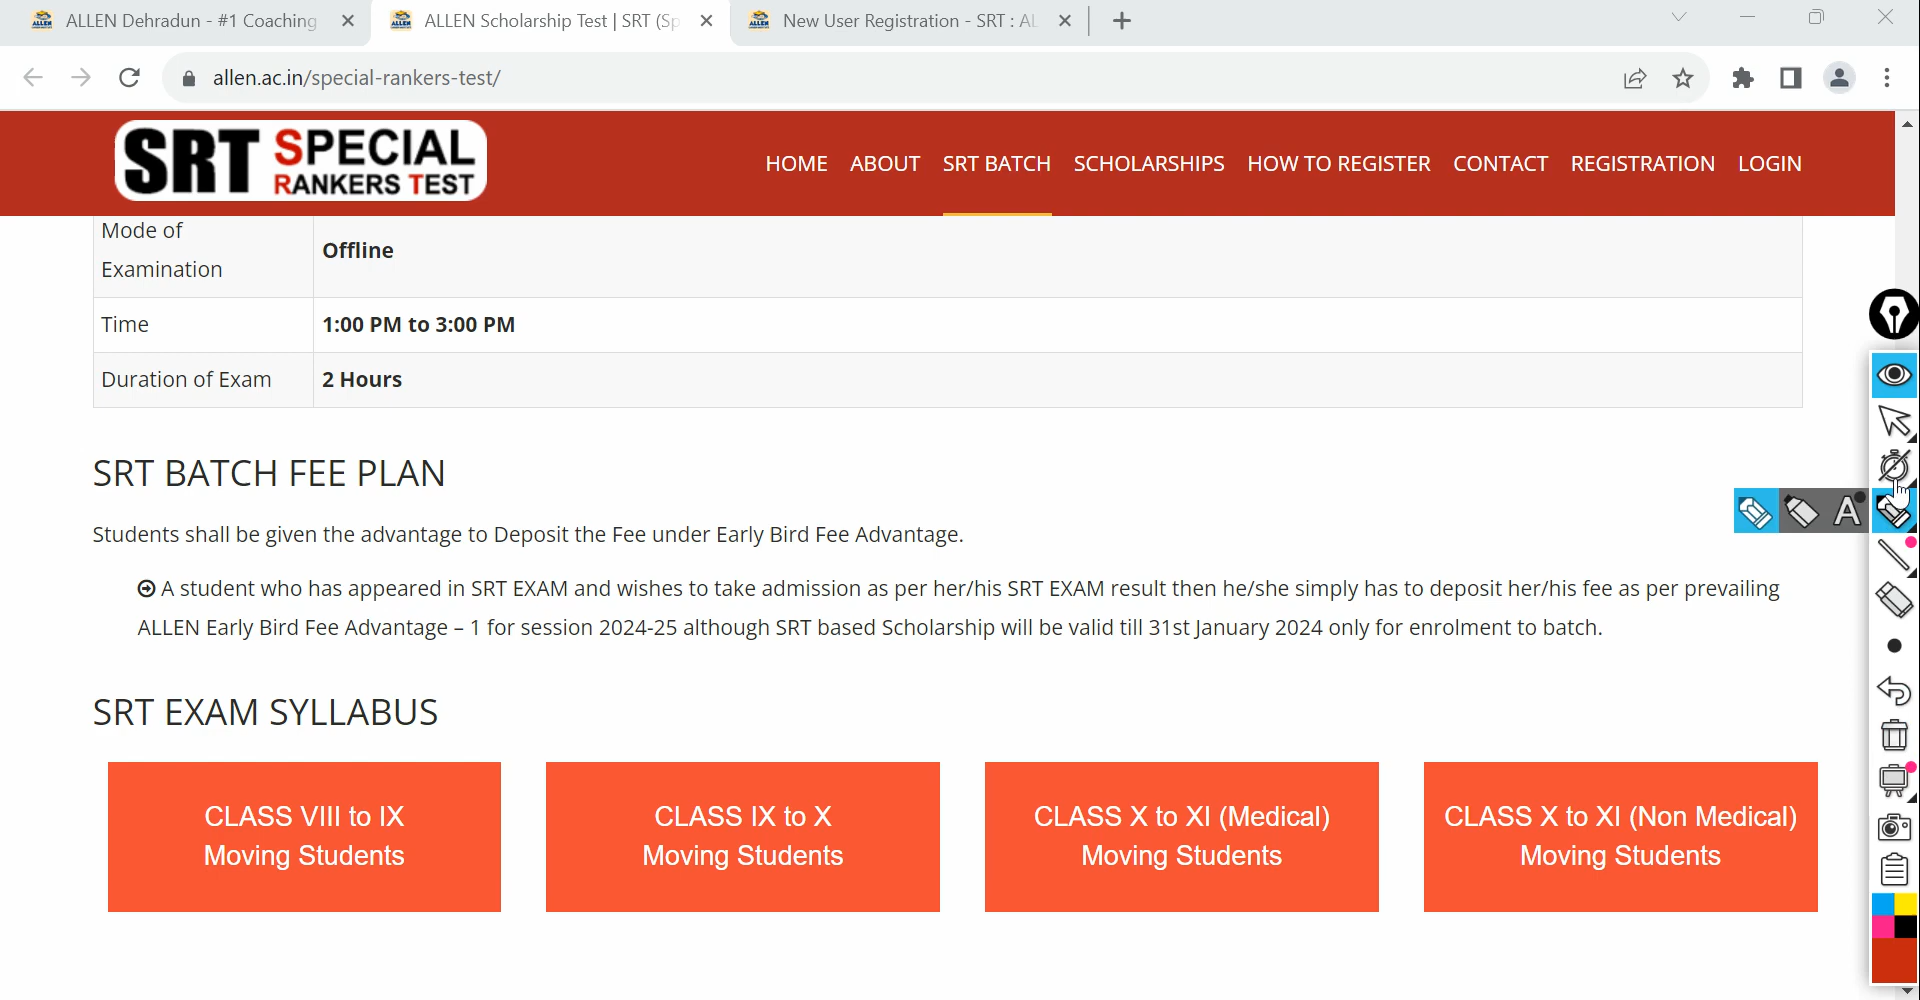 ALLEN Dehradun - #1 Coaching
ALLEN Scholarship Test | SRT (Sp
New User Registration - SRT : AL
allen.ac.in/special-rankers-test/
SRT SPECIAL
RANKERS TEST
HOME ABOUT SRT BATCH SCHOLARSHIPS HOW TO REGISTER CONTACT REGISTRATION LOGIN
Mode of
Examination
Offline
Time
1:00 PM to 3:00 PM
Duration of Exam
2 Hours
SRT BATCH FEE PLAN
Students shall be given the advantage to Deposit the Fee under Early Bird Fee Advantage.
A student who has appeared in SRT EXAM and wishes to take admission as per her/his SRT EXAM result then he/she simply has to deposit her/his fee as per prevailing
ALLEN Early Bird Fee Advantage – 1 for session 2024-25 although SRT based Scholarship will be valid till 31st January 2024 only for enrolment to batch.
A
SRT EXAM SYLLABUS
CLASS VIII to IX
Moving Students
CLASS IX to X
Moving Students
CLASS X to XI (Medical)
Moving Students
CLASS X to XI (Non Medical)
Moving Students